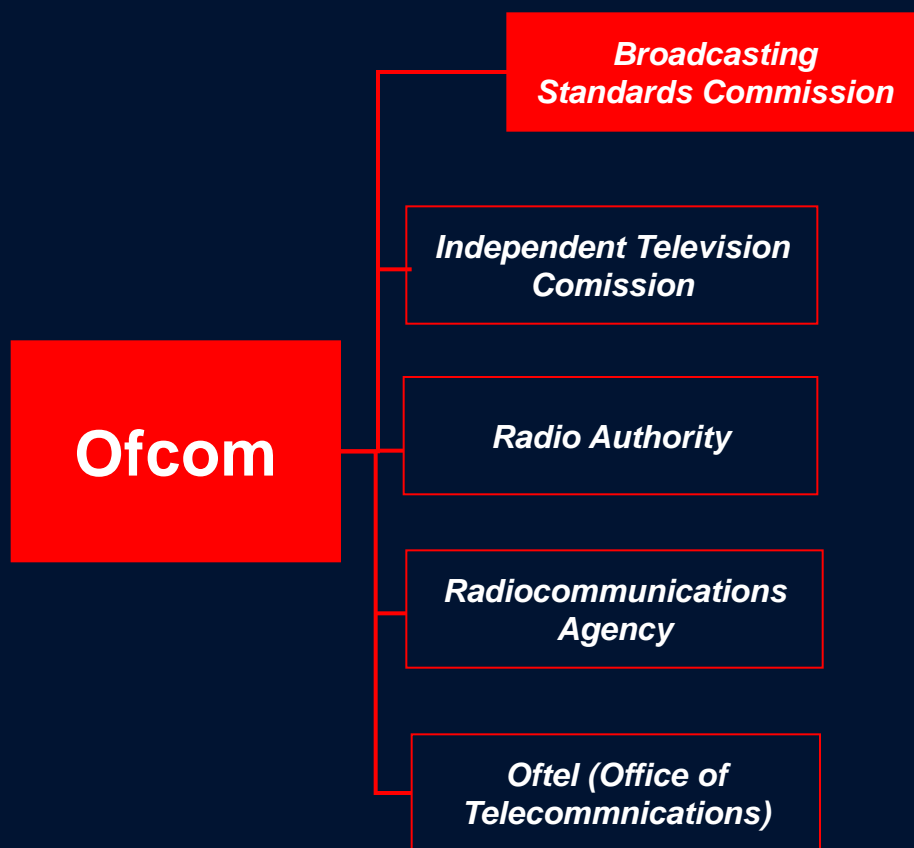 Broadcasting
Standards Commission
Independent Television
Comission
Radio Authority
Ofcom
Radiocommunications
Agency
Oftel (Office of
Telecommnications)